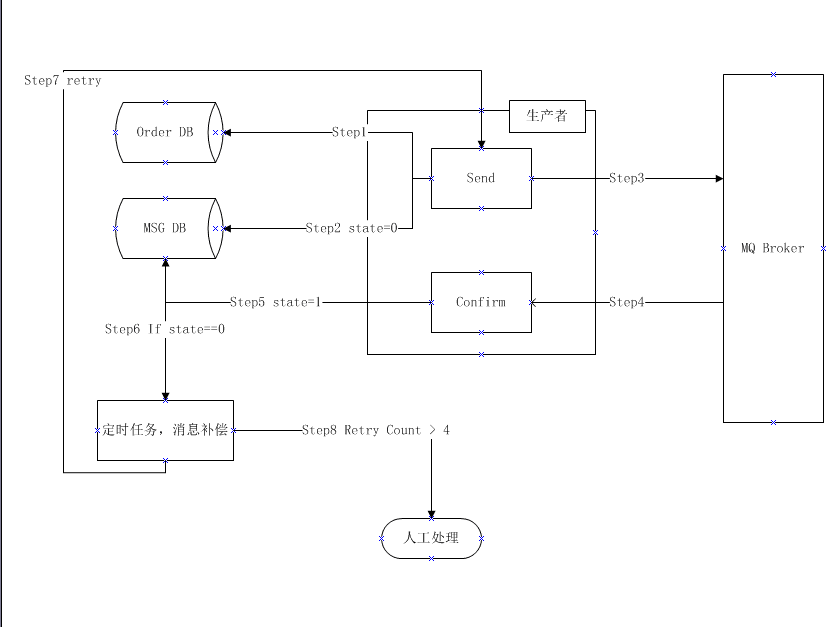 Step7 retry
生产者
Order DB
Step1
Send
Step3
MSG DB
Step2 state=0
MQ Broker
Step5 state=1
Confirm
Step4
Step6 If state==0
定时任务，消息补偿
Step8 Retry Count > 4
人工处理